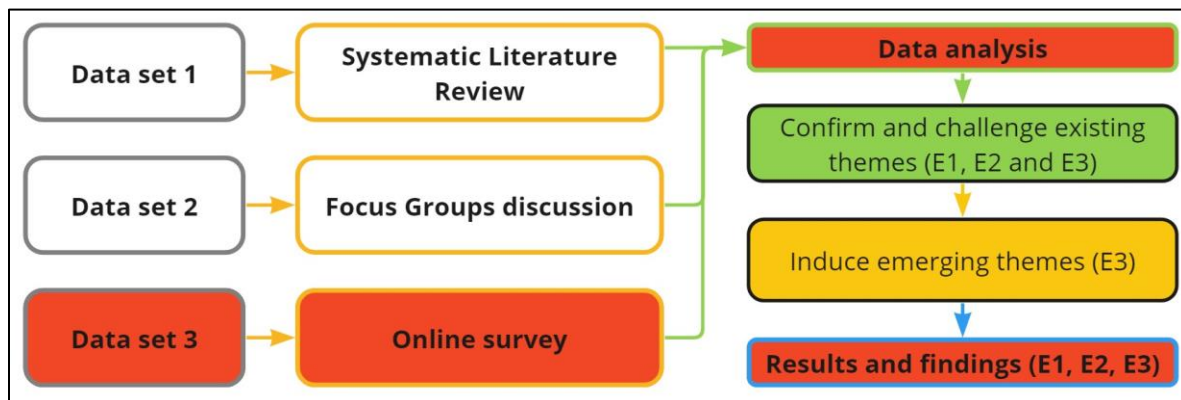 Data set 1
Systematic Literature
Review
Data set 2
Focus Groups discussion
Data set 3
Online survey
Data analysis
Confirm and challenge existing
themes (E1, E2 and E3)
Induce emerging themes (E3)
Results and findings (E1, E2, E3)